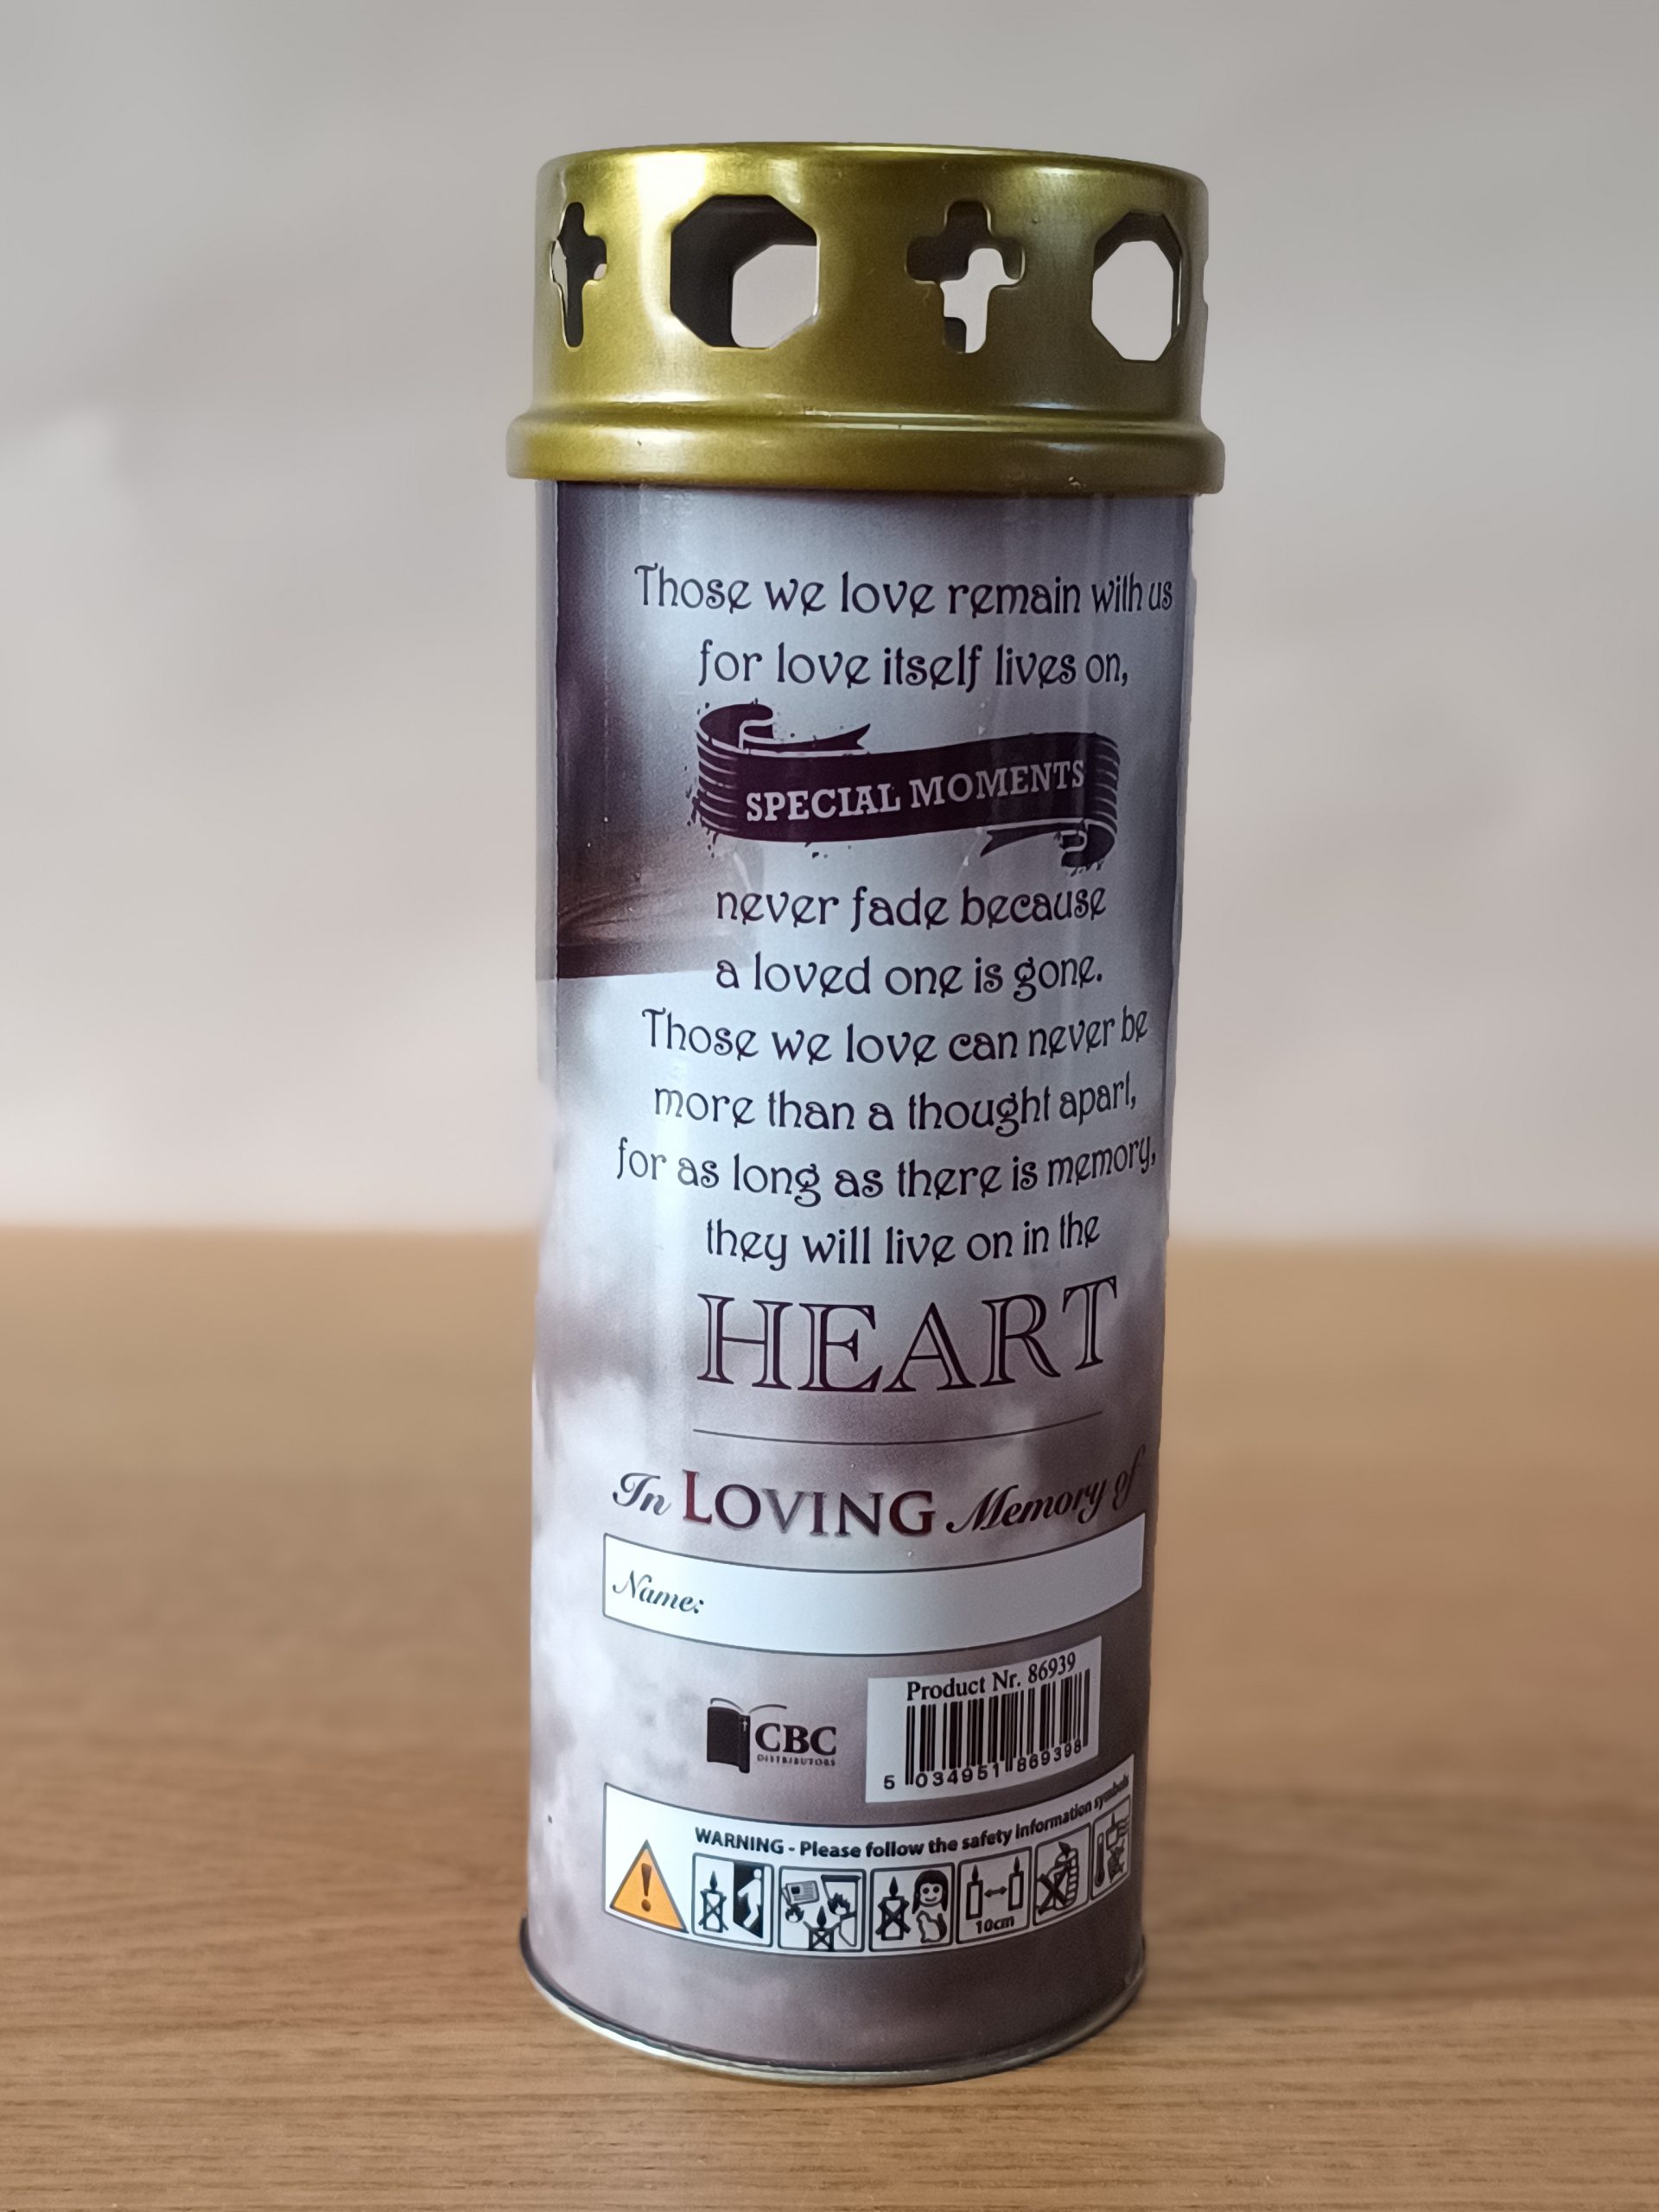 Those we love remain with us
for love itself lives on,
SPECIAL MOMENTS
never fade because
a loved one is gone.
Those we love can never be
more than a thought apart,
for as long as there is memory,
they will live on in the
HEART
In LOVING Memory of
Name:
Product Nr. 86939
CBC
DISTRIBUTORS
5 034951 869398
WARNING - Please follow the safety information symbols
10cm